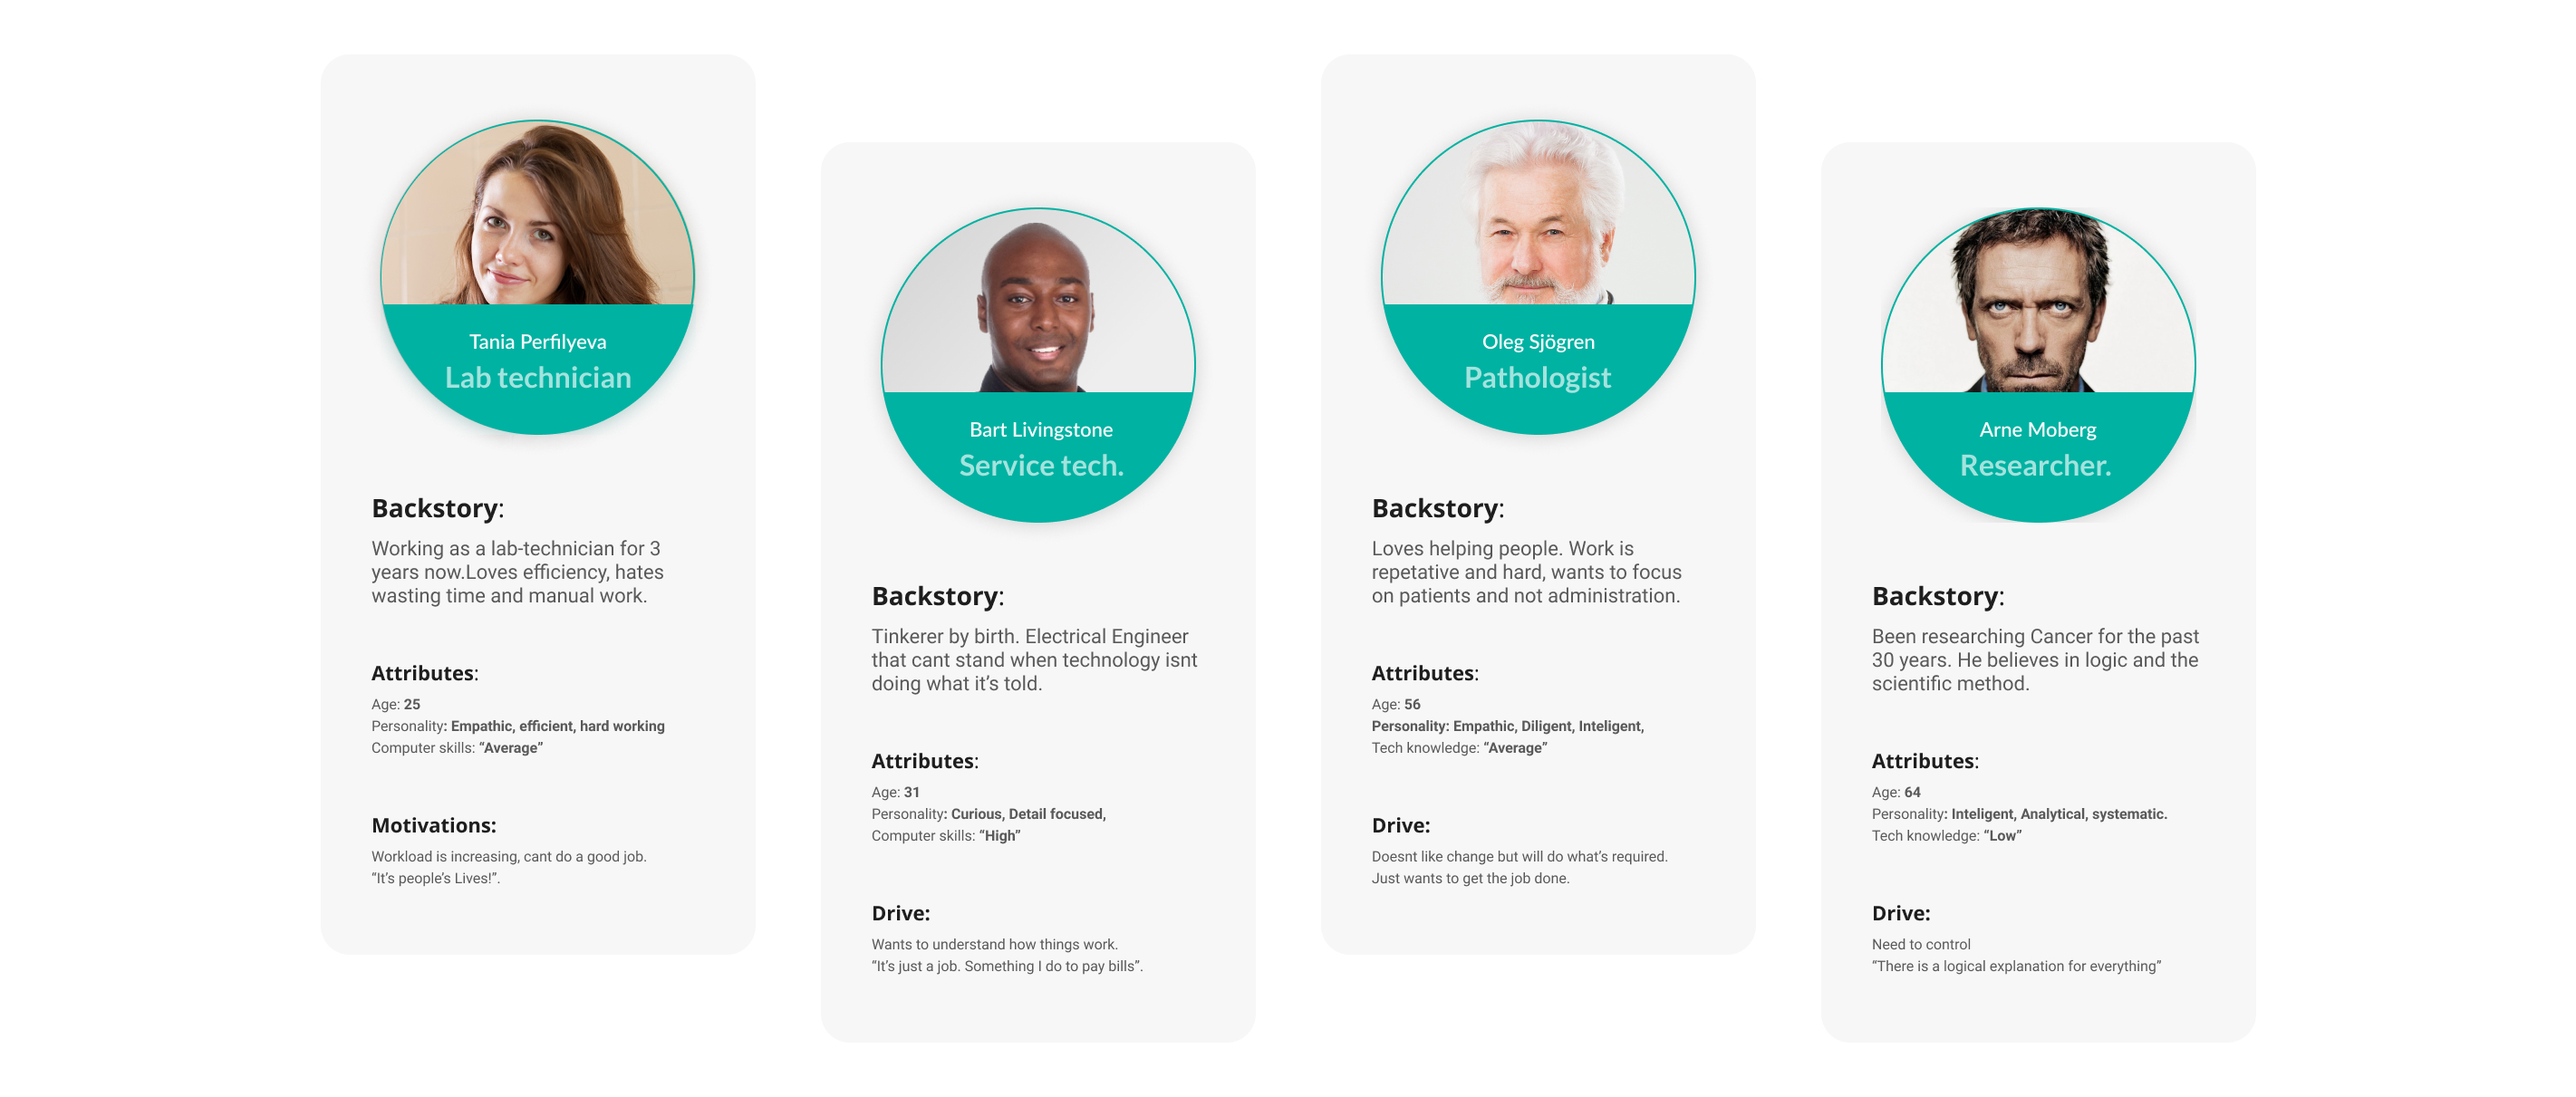 Tania Perfilyeva
Lab technician
Backstory:
Working as a lab-technician for 3
years now.Loves efficiency, hates
wasting time and manual work.
Attributes:
Age: 25
Personality: Empathic, efficient, hard working
Computer skills: “Average”
Motivations:
Workload is increasing, cant do a good job.
“It’s people’s Lives!”.
Bart Livingstone
Service tech.
Backstory:
Tinkerer by birth. Electrical Engineer
that cant stand when technology isnt
doing what it’s told.
Attributes:
Age: 31
Personality: Curious, Detail focused,
Computer skills: “High”
Drive:
Wants to understand how things work.
“It’s just a job. Something I do to pay bills”.
Oleg Sjögren
Pathologist
Backstory:
Loves helping people. Work is
repetative and hard, wants to focus
on patients and not administration.
Attributes:
Age: 56
Personality: Empathic, Diligent, Inteligent,
Tech knowledge: “Average”
Drive:
Doesnt like change but will do what’s required.
Just wants to get the job done.
Arne Moberg
Researcher.
Backstory:
Been researching Cancer for the past
30 years. He believes in logic and the
scientific method.
Attributes:
Age: 64
Personality: Inteligent, Analytical, systematic.
Tech knowledge: “Low”
Drive:
Need to control
“There is a logical explanation for everything”